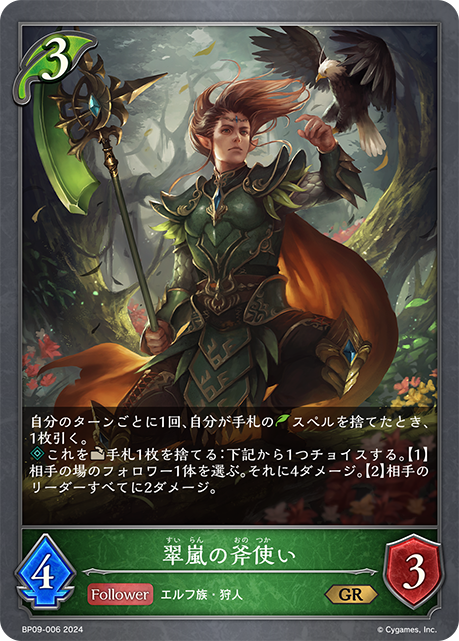 3
自分のターンごとに1回、自分が手札のスペルを捨てたとき、
1枚引く。
これを手札1枚を捨てる：下記から1つチョイスする。【1】
相手の場のフォロワー1体を選ぶ。それに4ダメージ。【2】相手の
リーダーすべてに2ダメージ。
すい らん おの つか
翠嵐の斧使い
4
Follower エルフ族・狩人
GR
3
BP09-006 2024
© Cygames, Inc.